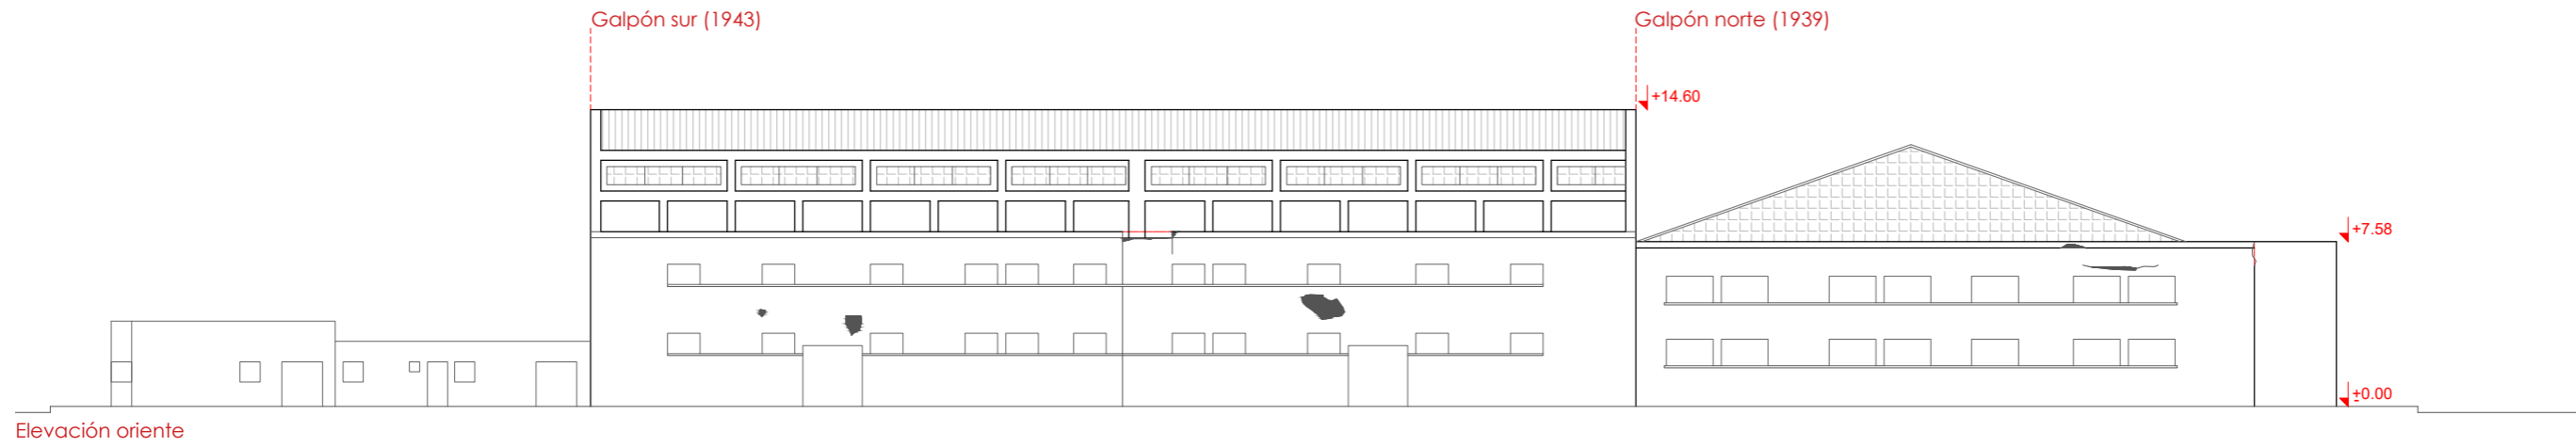 Galpón sur (1943)
Galpón norte (1939)
+14.60
+7.58
±0.00
Elevación oriente